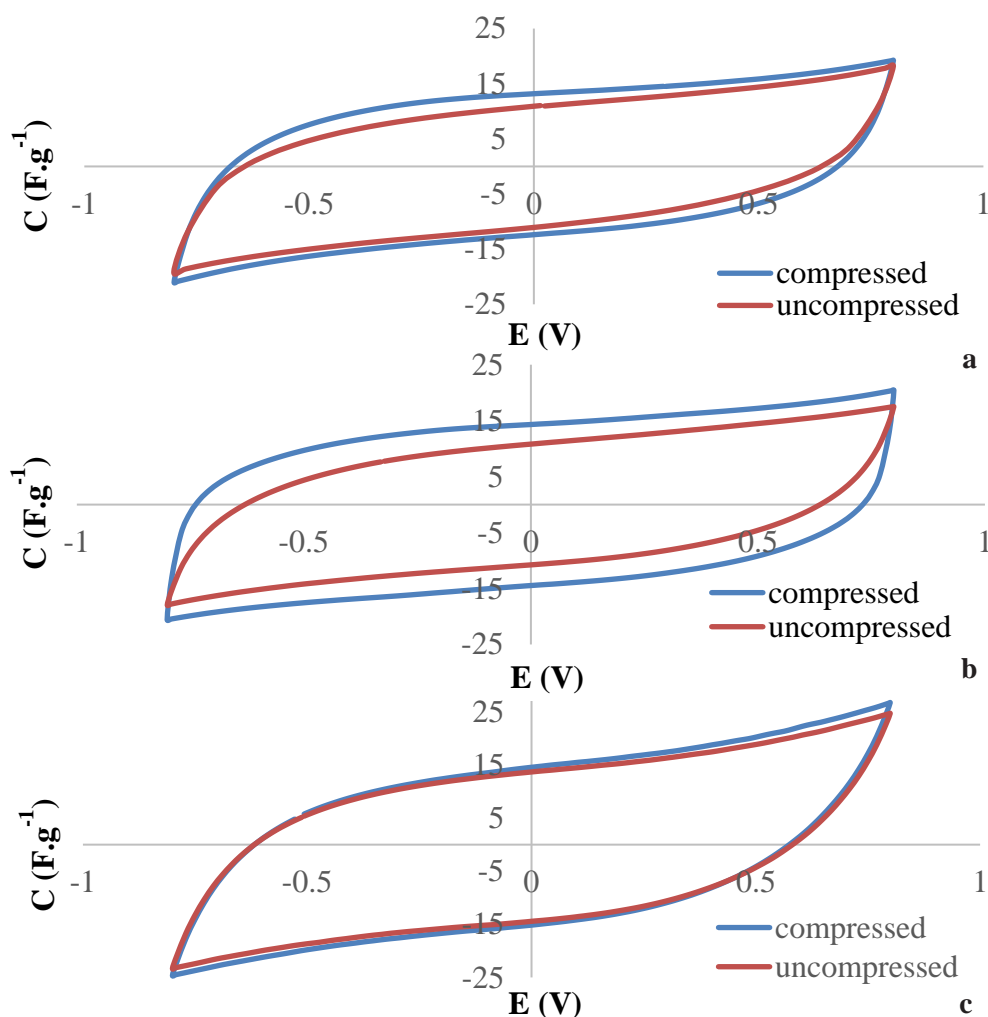 25
15
5
-5
-15
-25
-1
-0.5
0
0.5
1
C (F.g-1)
E (V)
compressed
uncompressed
a
25
15
5
-5
-15
-25
-1
-0.5
0
0.5
1
C (F.g-1)
E (V)
compressed
uncompressed
b
25
15
5
-5
-15
-25
-1
-0.5
0
0.5
1
C (F.g-1)
E (V)
compressed
uncompressed
c